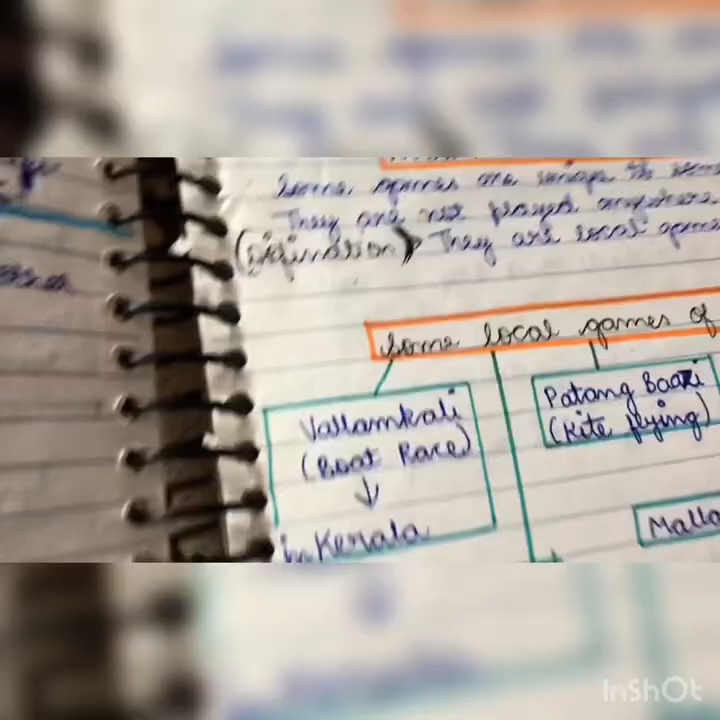 Some games are unique to some
They are not played anywhere
(Definition) They are local games
Some local games of
Vallamkali
(Boat Race)
↓
in Kerala
Patang Baazi
(Kite flying)
Malla
InShOt